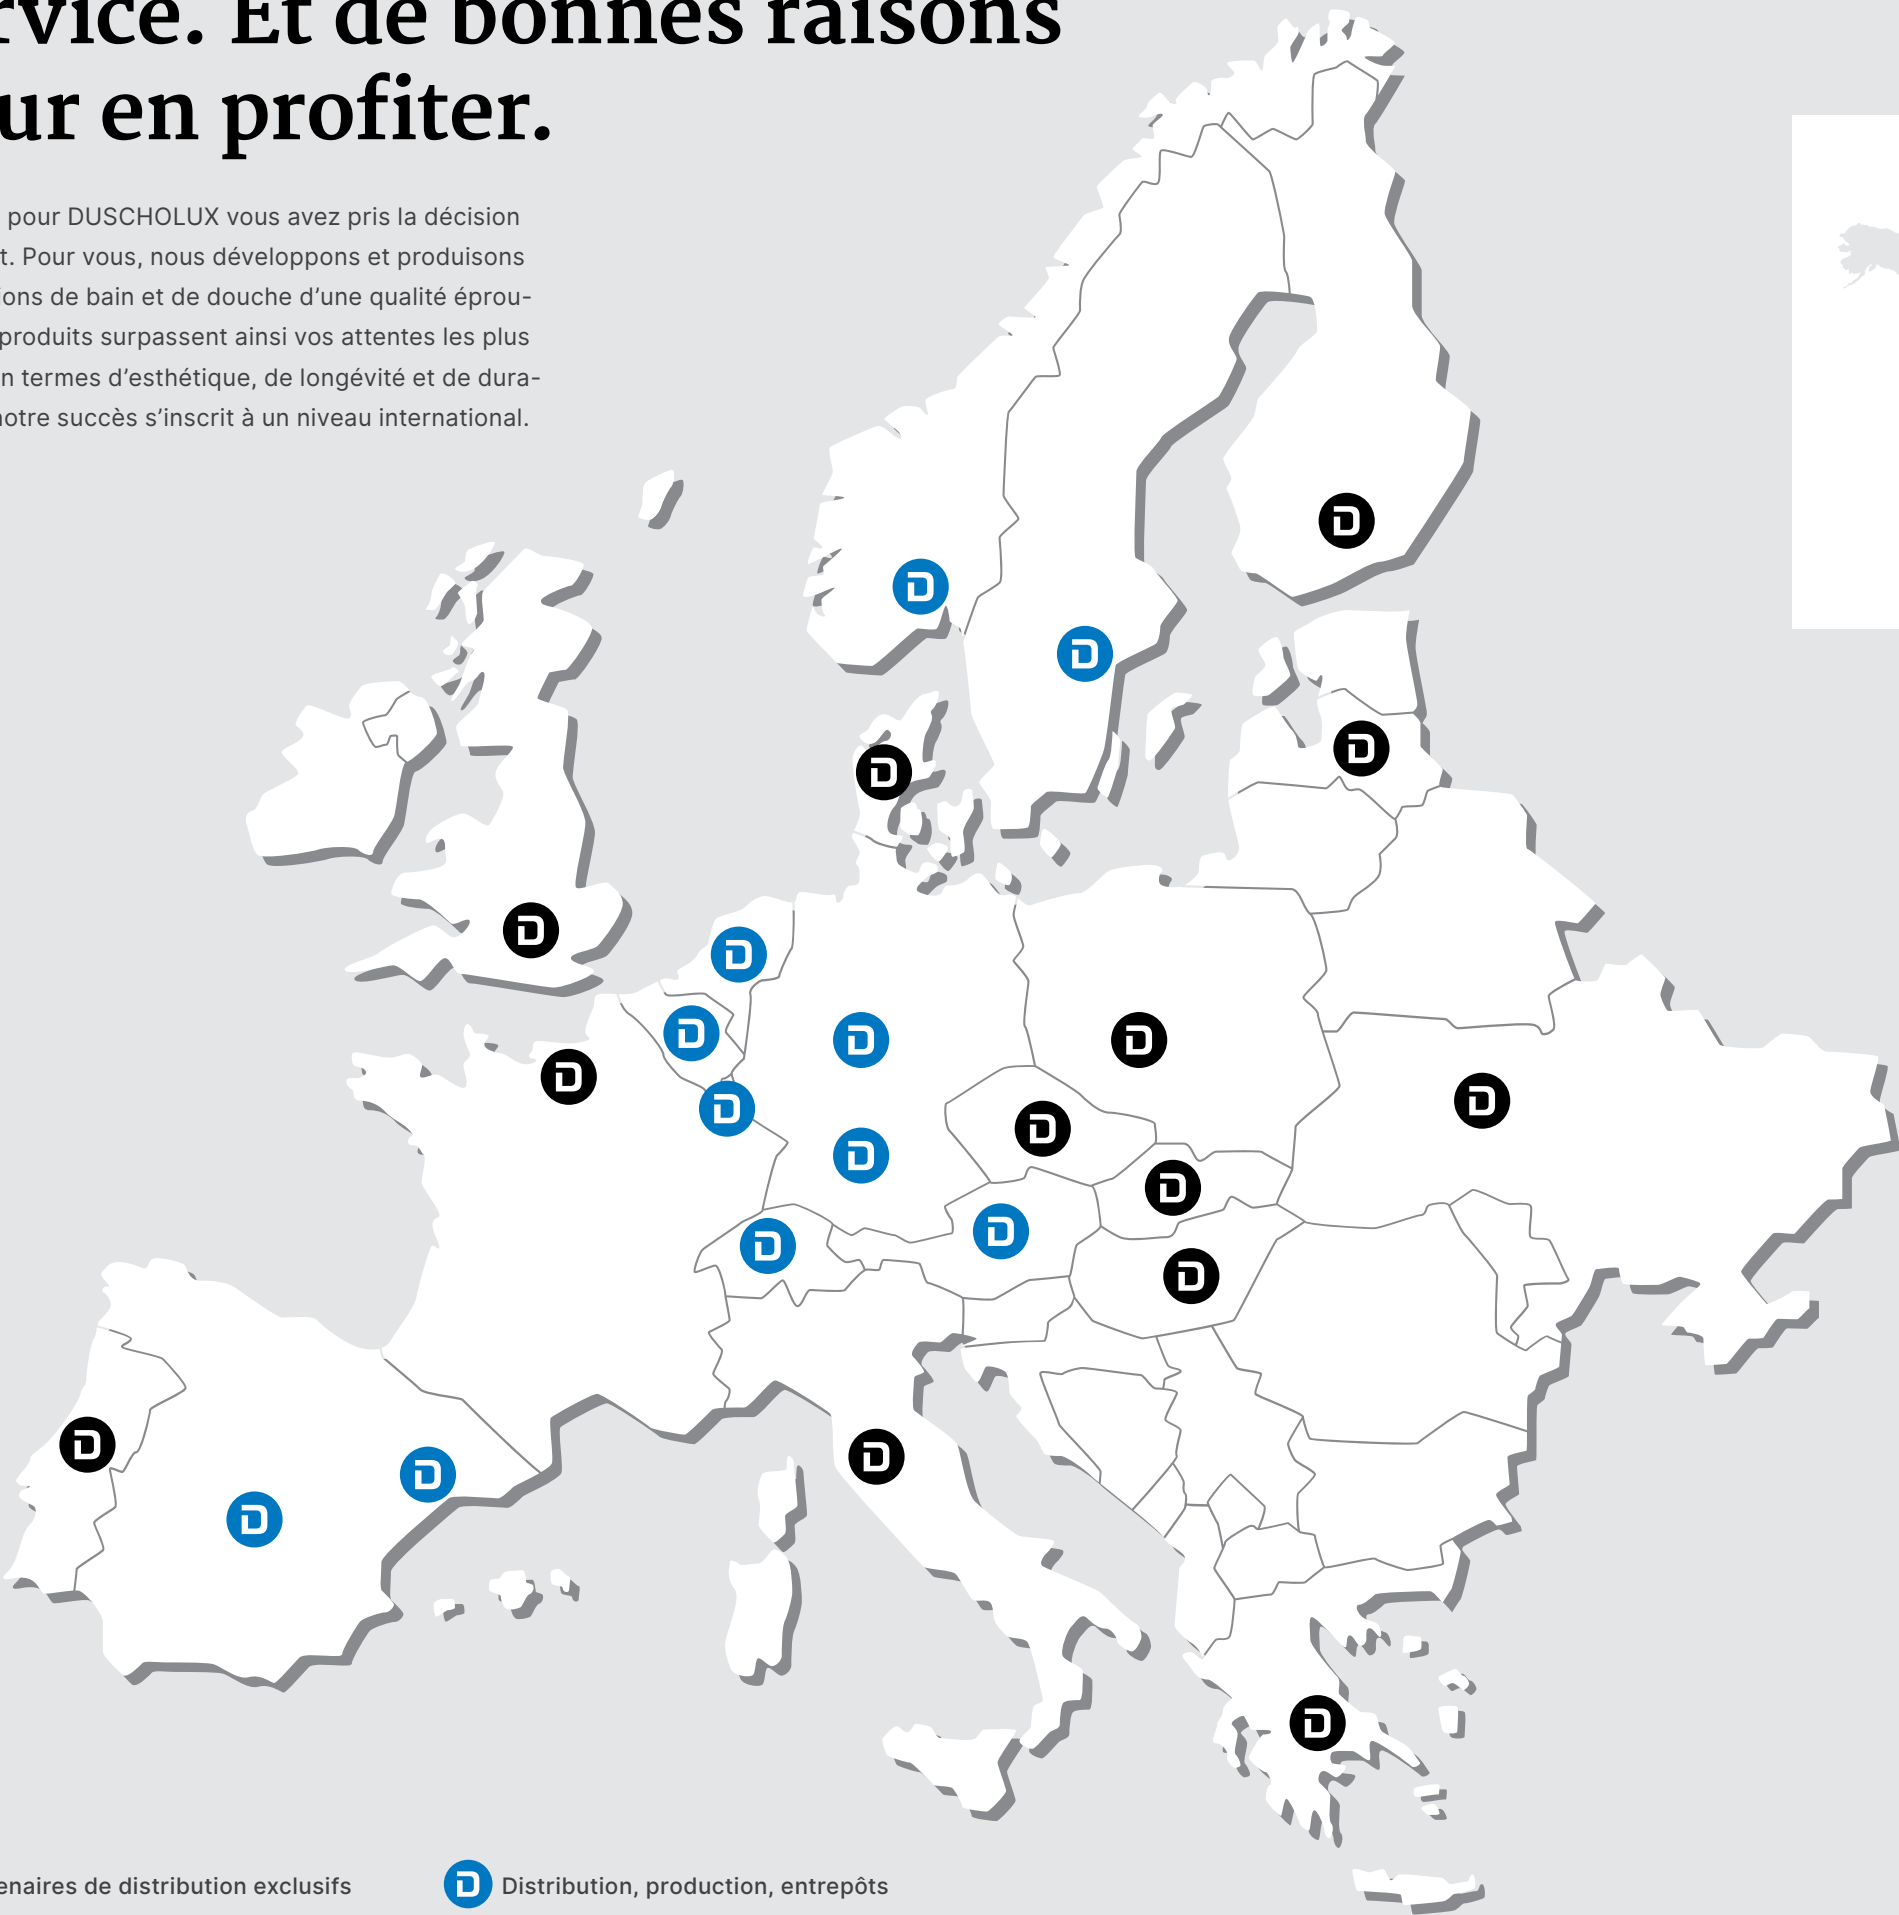 rvice. Et de bonnes raisons
ur en profiter.
pour DUSCHOLUX vous avez pris la décision
t. Pour vous, nous développons et produisons
ions de bain et de douche d’une qualité éprou-
produits surpassent ainsi vos attentes les plus
n termes d’esthétique, de longévité et de dura-
notre succès s’inscrit à un niveau international.
enaires de distribution exclusifs
D Distribution, production, entrepôts